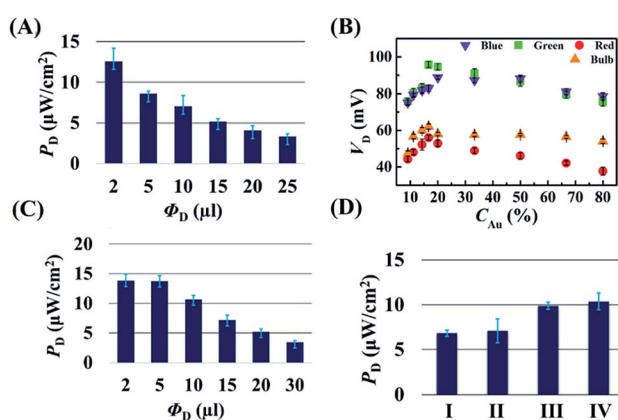 (A)
P_D (μW/cm²)
15
10
5
0
2 5 10 15 20 25
Φ_D (μl)
(B)
Blue Green Red
Bulb
V_D (mV)
100
80
60
40
20
0
10 20 30 40 50 60 70 80
C_Au (%)
(C)
P_D (μW/cm²)
20
15
10
5
0
2 5 10 15 20 30
Φ_D (μl)
(D)
P_D (μW/cm²)
15
10
5
0
I II III IV